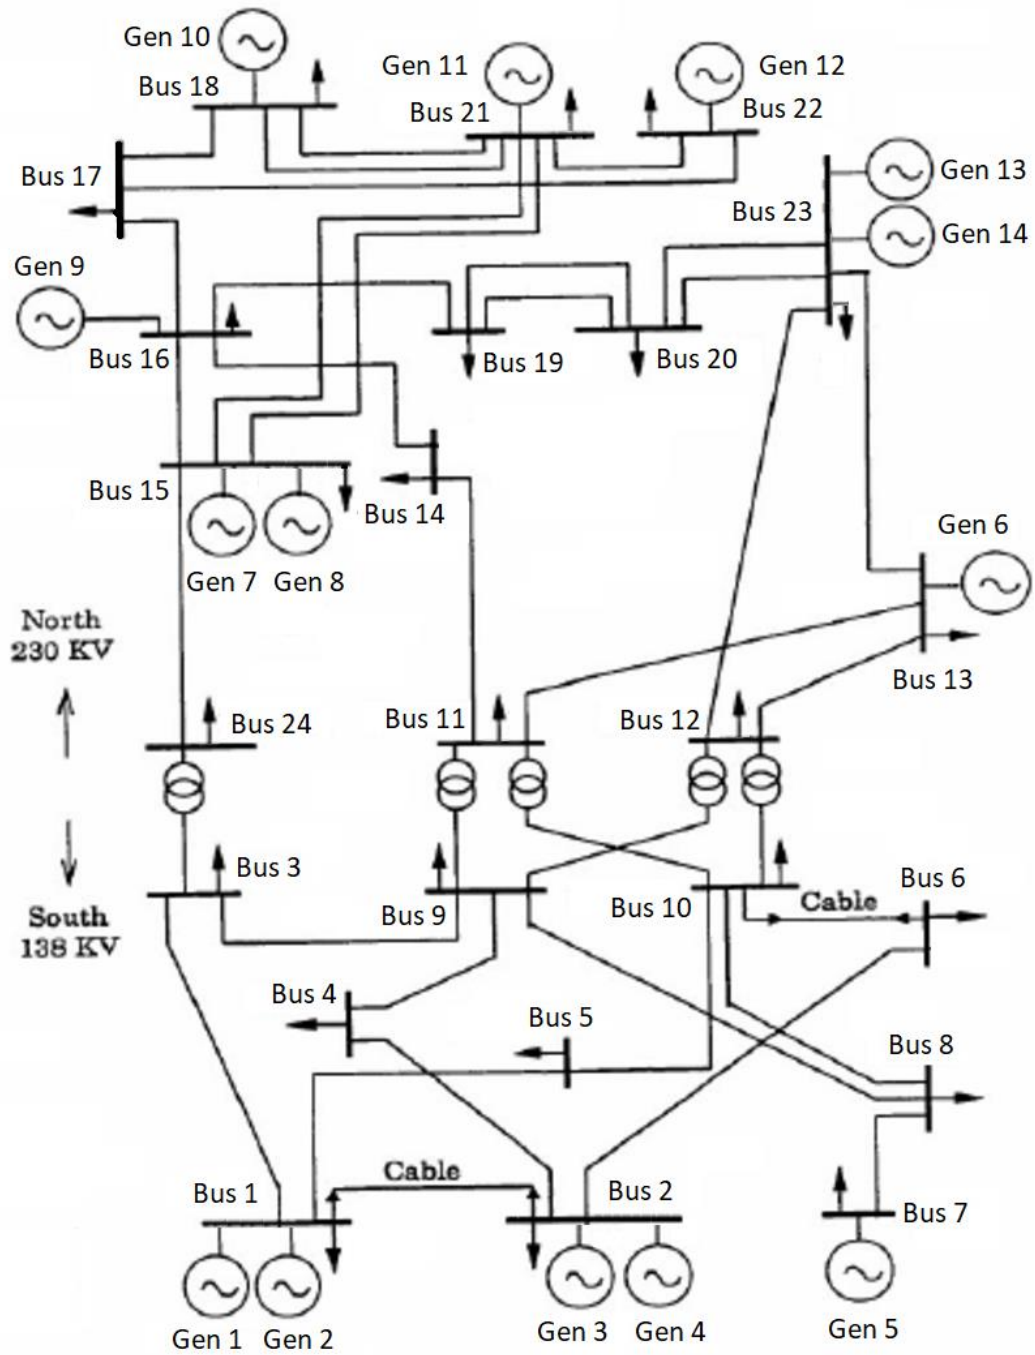 Gen 10
Bus 18
Gen 11
Bus 21
Gen 12
Bus 22
Bus 17
Gen 13
Bus 23
Gen 14
Gen 9
Bus 16
Bus 19
Bus 20
Bus 15
Bus 14
Gen 7
Gen 8
Gen 6
North
230 KV
Bus 13
Bus 24
Bus 11
Bus 12
Bus 3
Bus 9
Bus 10
Bus 6
Cable
South
138 KV
Bus 4
Bus 5
Bus 8
Cable
Bus 1
Bus 2
Bus 7
Gen 1
Gen 2
Gen 3
Gen 4
Gen 5